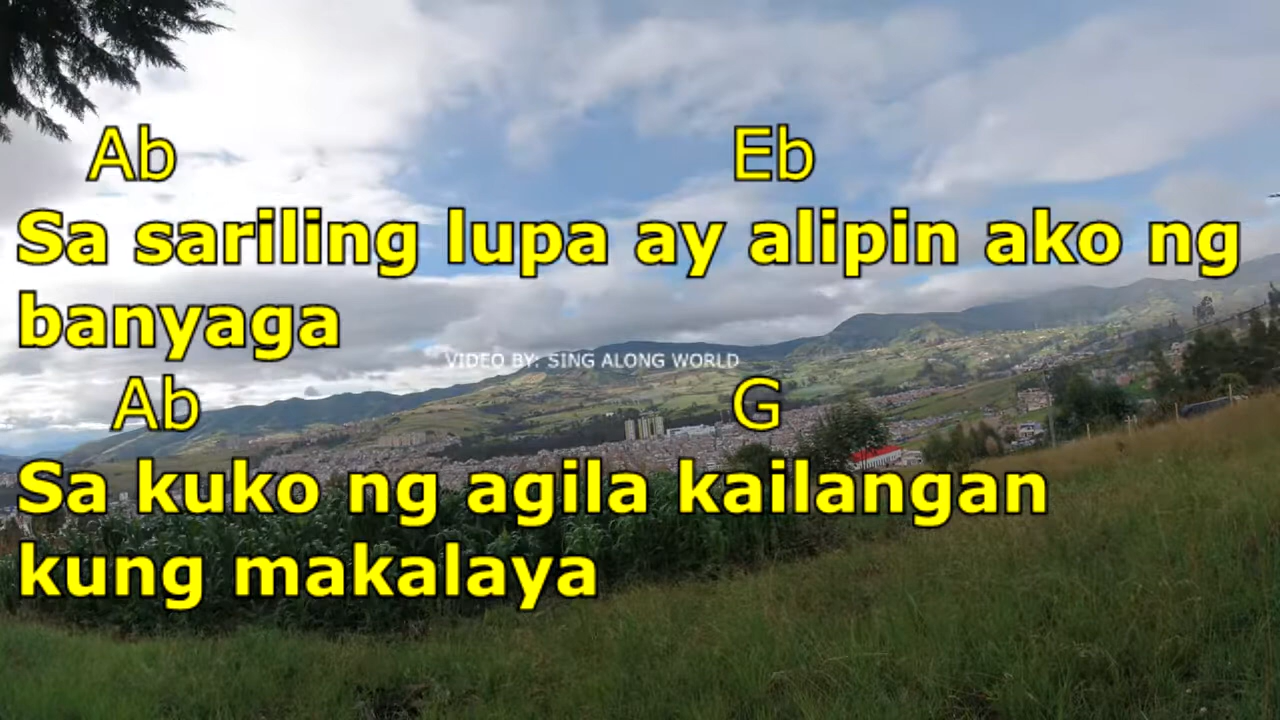 Ab Eb
Sa sariling lupa ay alipin ako ng
banyaga
VIDEO BY: SING ALONG WORLD
Ab G
Sa kuko ng agila kailangan
kung makalaya